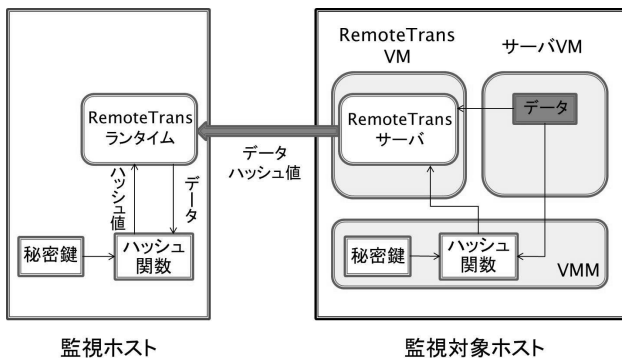 RemoteTrans
ランタイム
ハッシュ値
データ
秘密鍵
ハッシュ
関数
監視ホスト
データ
ハッシュ値
RemoteTrans
VM
サーバVM
RemoteTrans
サーバ
データ
秘密鍵
ハッシュ
関数
VMM
監視対象ホスト